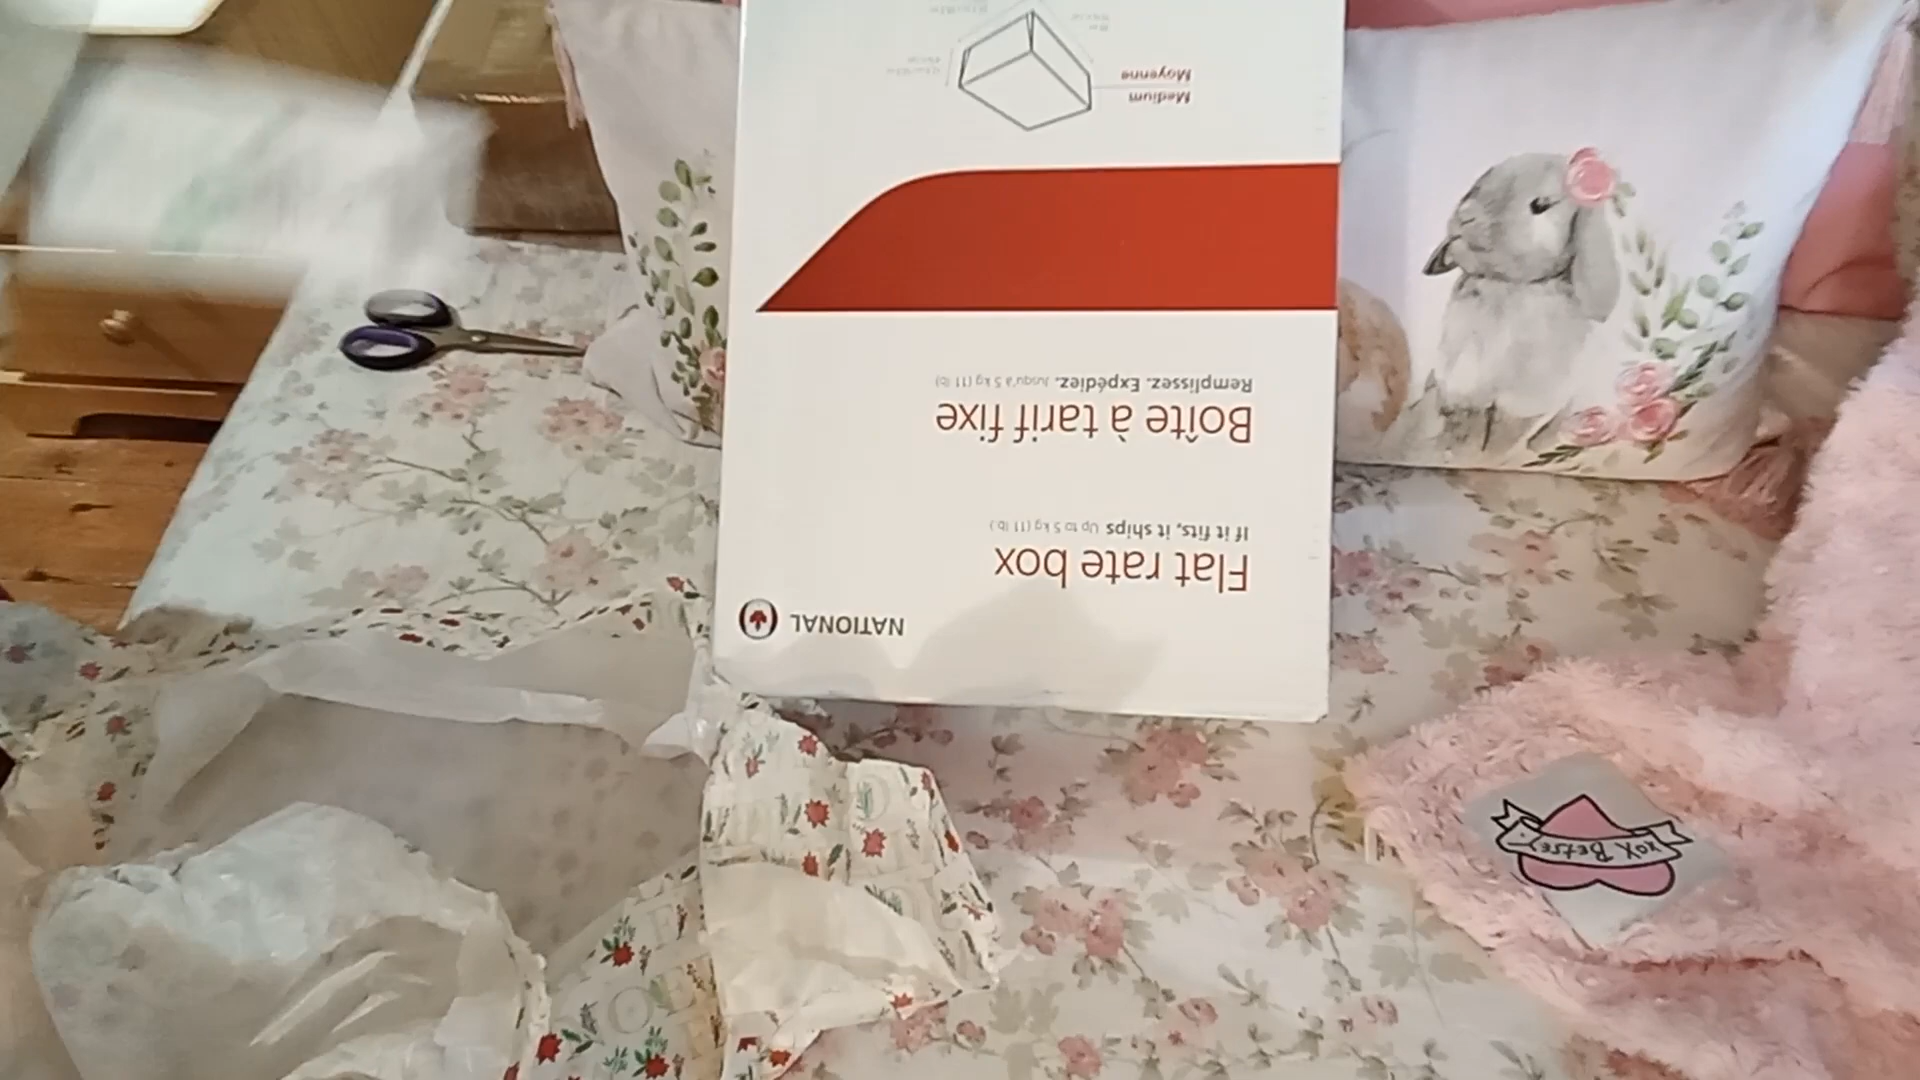 NATIONAL
Flat rate box
If it fits, it ships Up to 5 kg (11 lb)
Boîte à tarif fixe
Remplissez. Expédiez. Jusqu'à 5 kg (11 lb)
Medium
Moyenne
xox Betsey